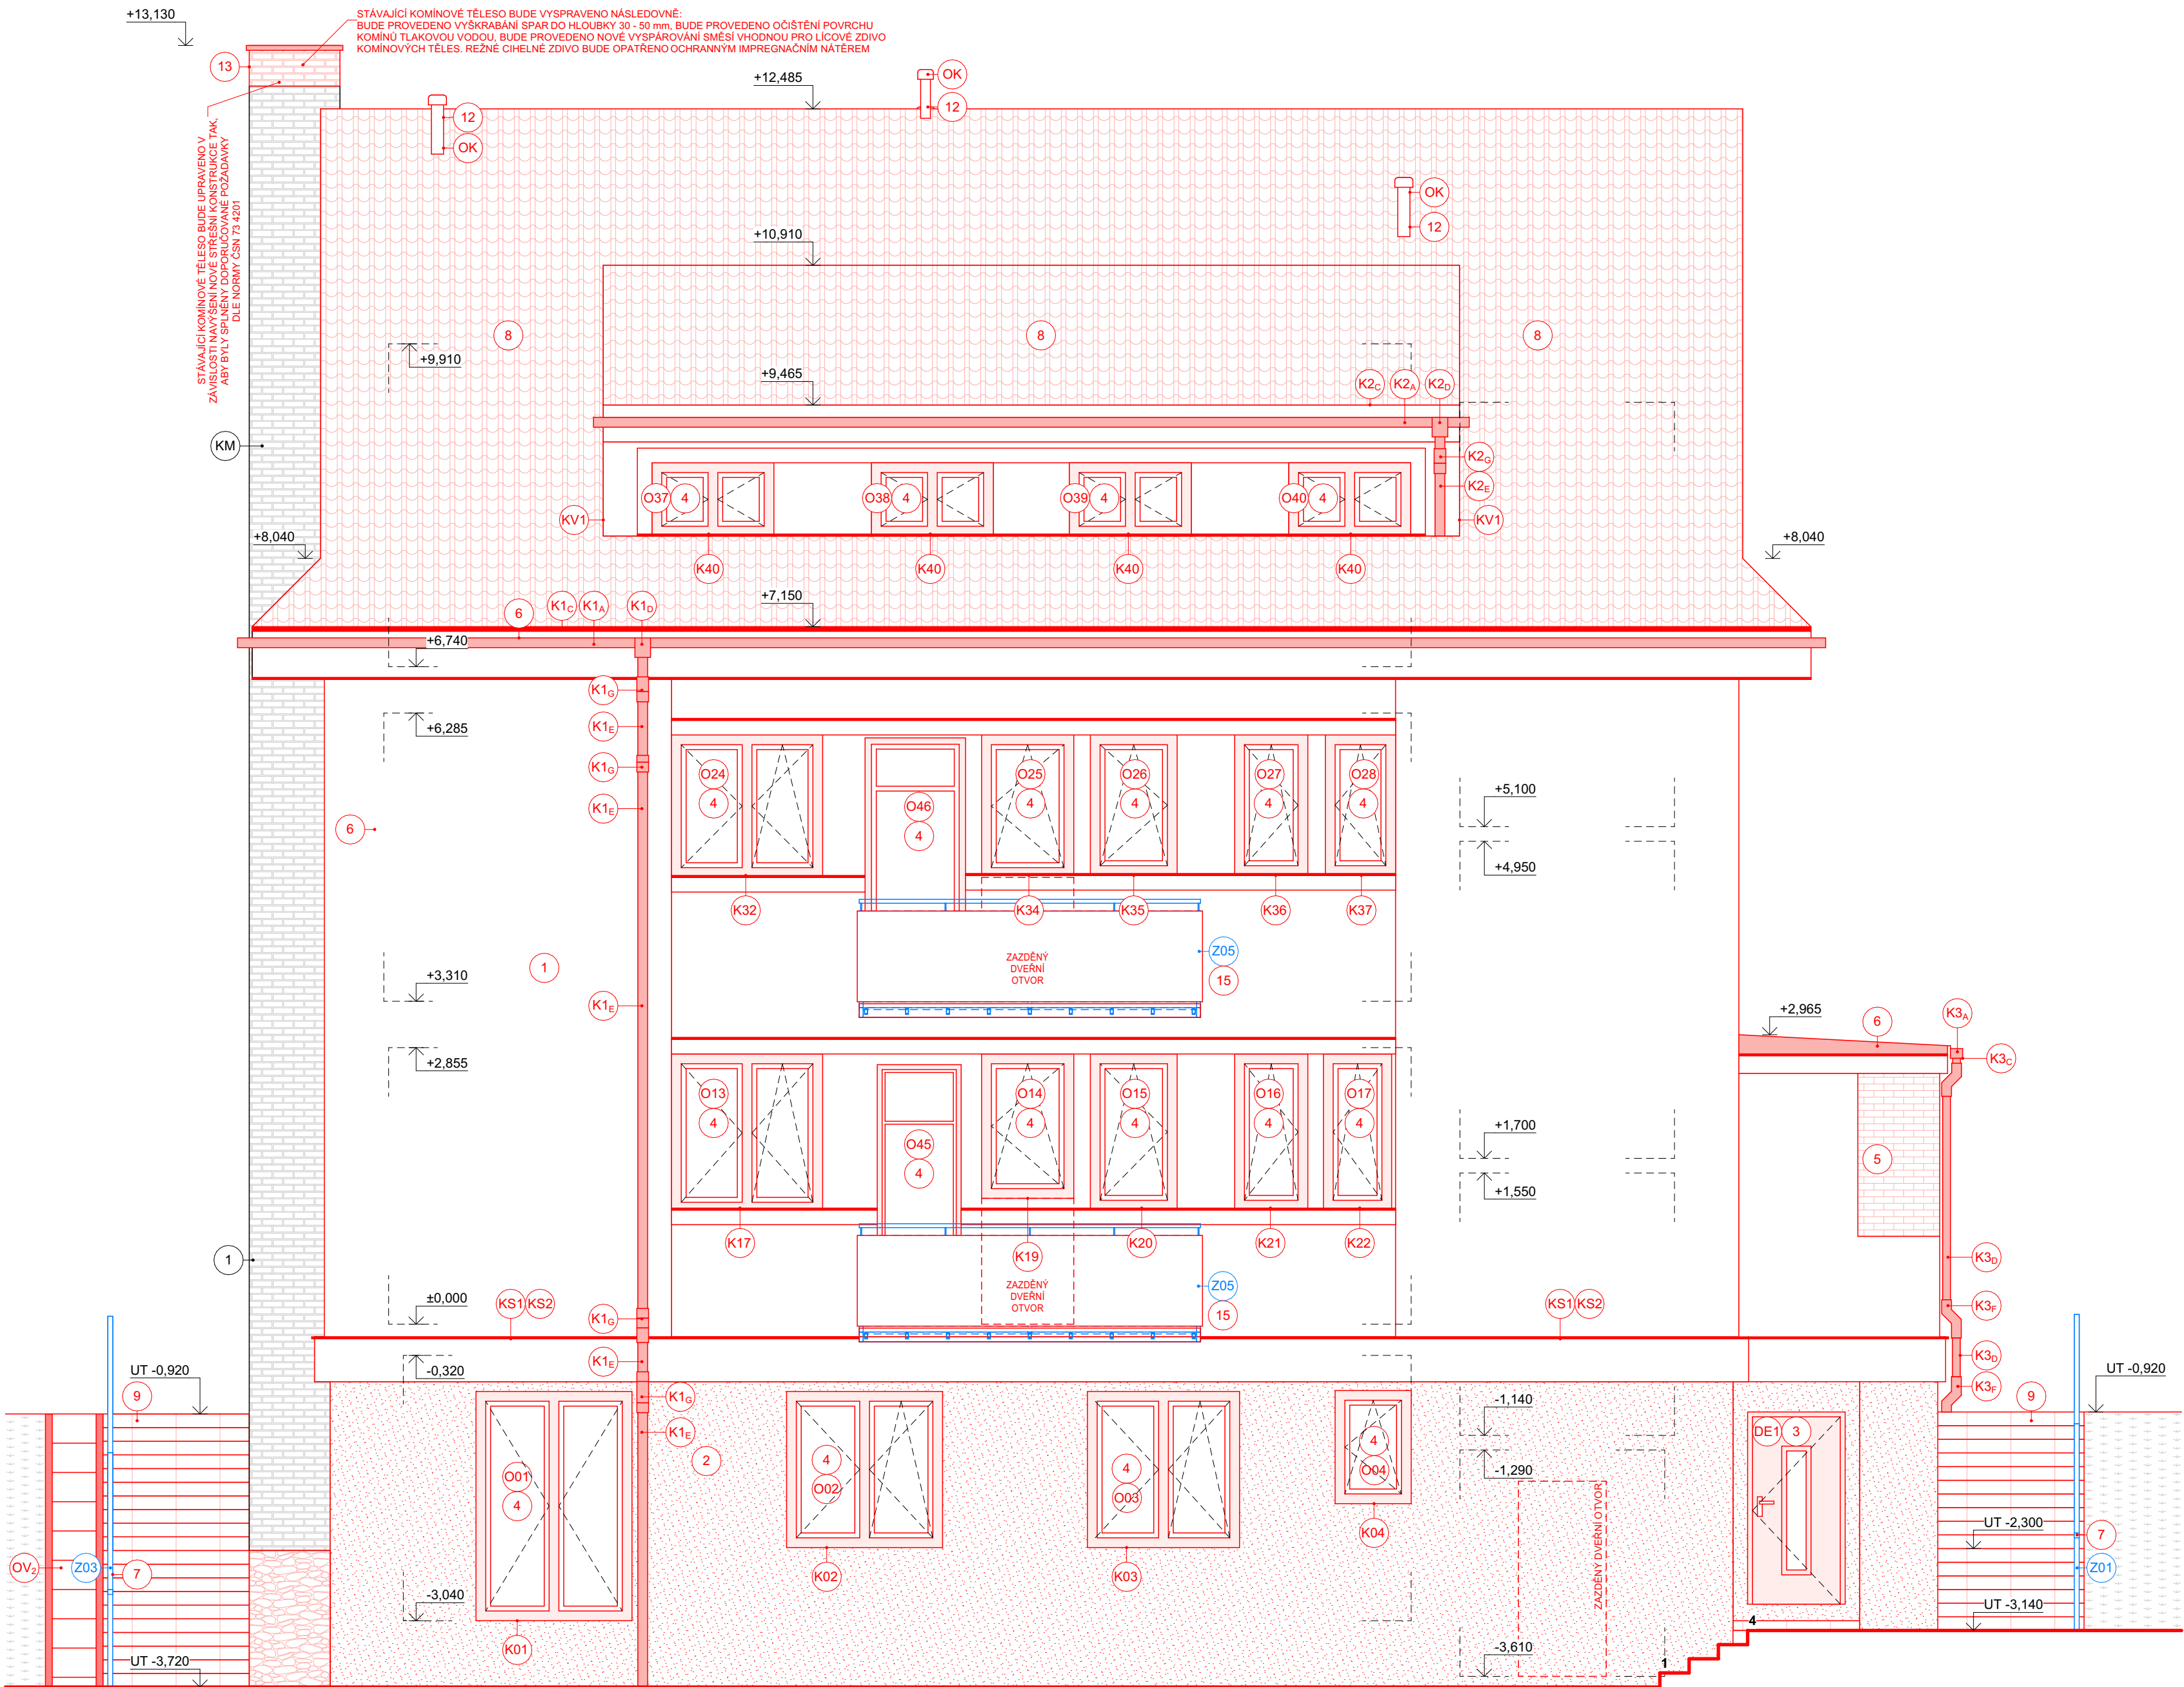 +13,130
STÁVAJÍCÍ KOMÍNOVÉ TĚLESO BUDE VYSPRAVENO NÁSLEDOVNĚ:
BUDE PROVEDENO VYŠKRABÁNÍ SPAR DO HLOUBKY 30 - 50 mm, BUDE PROVEDENO OČIŠTĚNÍ POVRCHU
KOMÍNŮ TLAKOVOU VODOU, BUDE PROVEDENO NOVÉ VYSPÁROVÁNÍ SMĚSÍ VHODNOU PRO LÍCOVÉ ZDIVO
KOMÍNOVÝCH TĚLES. REŽNÉ CIHELNÉ ZDIVO BUDE OPATŘENO OCHRANNÝM IMPREGNAČNÍM NÁTĚREM
13
STÁVAJÍCÍ KOMÍNOVÉ TĚLESO BUDE UPRAVENO V
ZÁVISLOSTI NAVÝŠENÍ NOVÉ STŘEŠNÍ KONSTRUKCE TAK,
ABY BYLY SPLNĚNY DOPORUČOVANÉ POŽADAVKY
DLE NORMY ČSN 73 4201
+12,485
OK
12
12
OK
OK
12
+10,910
8
8
8
+9,910
+9,465
K2C K2A K2D
KM
K2G
K2E
O37 4
O38 4
O39 4
O40 4
KV1
KV1
+8,040
+8,040
K40
K40
K40
K40
+7,150
6
K1C K1A K1D
+6,740
K1G
+6,285
K1E
K1G
K1E
O24
4
O46
4
O25
4
O26
4
O27
4
O28
4
+5,100
6
+4,950
K32
K34
K35
K36
K37
1
ZAZDĚNÝ
DVEŘNÍ
OTVOR
Z05
15
+3,310
K1E
+2,965
6
K3A
K3C
+2,855
O13
4
O45
4
O14
4
O15
4
O16
4
O17
4
+1,700
5
+1,550
K17
K19
K20
K21
K22
1
K3D
ZAZDĚNÝ
DVEŘNÍ
OTVOR
Z05
15
±0,000
KS1 KS2
K1G
KS1 KS2
K3F
K1E
K3D
-0,320
UT -0,920
9
K1G
K3F
9
UT -0,920
-1,140
K1E
2
DE1 3
O01
4
4
O02
4
O03
4
O04
-1,290
K04
ZAZDĚNÝ DVEŘNÍ OTVOR
UT -2,300
7
OV2
Z03
7
K02
K03
Z01
-3,040
K01
UT -3,140
4
-3,610
1
UT -3,720